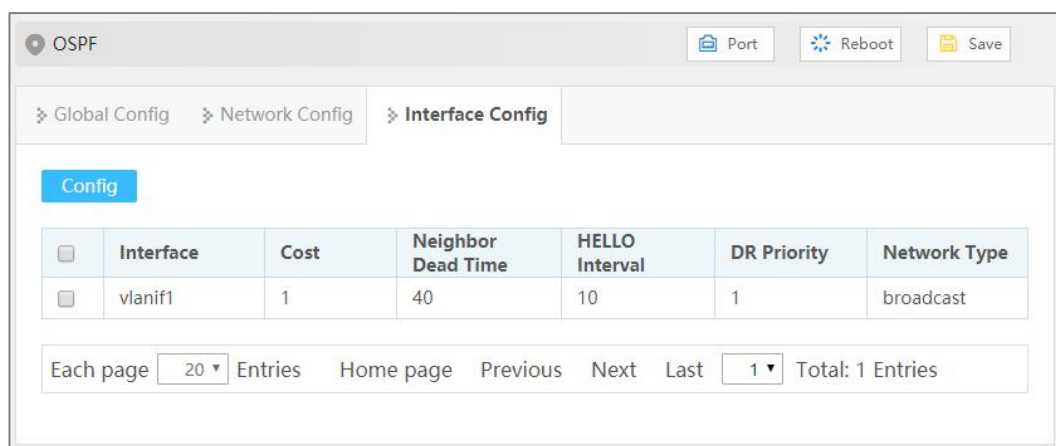 OSPF Port Reboot Save
Global Config Network Config Interface Config
Config
Interface Cost Neighbor Dead Time HELLO Interval DR Priority Network Type
vlanif1 1 40 10 1 broadcast
Each page 20 Entries Home page Previous Next Last 1 Total: 1 Entries